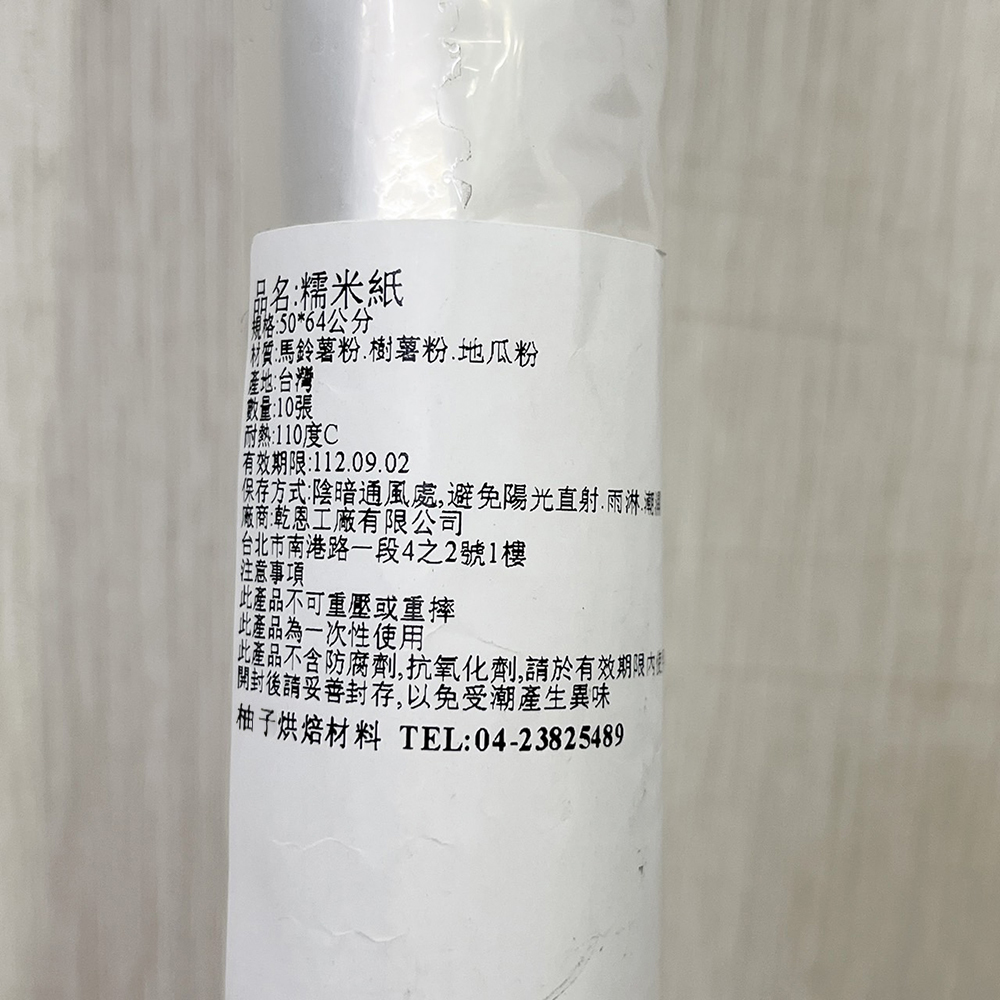 品名:糯米紙
規格:50*64公分
材質:馬鈴薯粉.樹薯粉.地瓜粉
產地:台灣
數量:10張
耐熱:110度C
有效期限:112.09.02
保存方式:陰暗通風處,避免陽光直射.雨淋.潮
廠商:乾恩工廠有限公司
台北市南港路一段4之2號1樓
注意事項
此產品不可重壓或重摔
此產品為一次性使用
此產品不含防腐劑,抗氧化劑,請於有效期限內
開封後請妥善封存,以免受潮產生異味
柚子烘焙材料 TEL:04-23825489